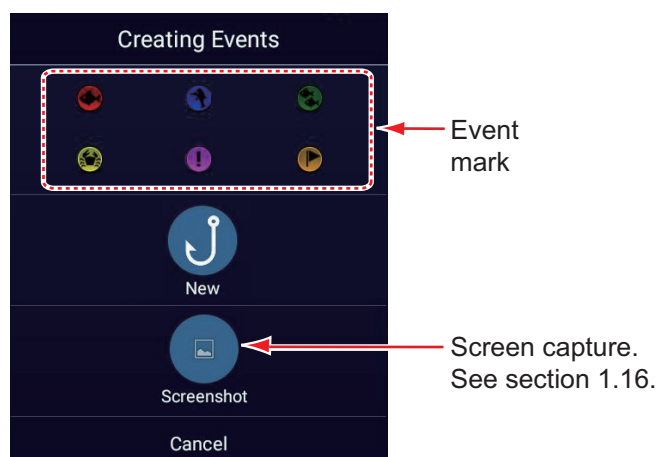 Creating Events
Event
mark
New
Screen capture.
See section 1.16.
Screenshot
Cancel